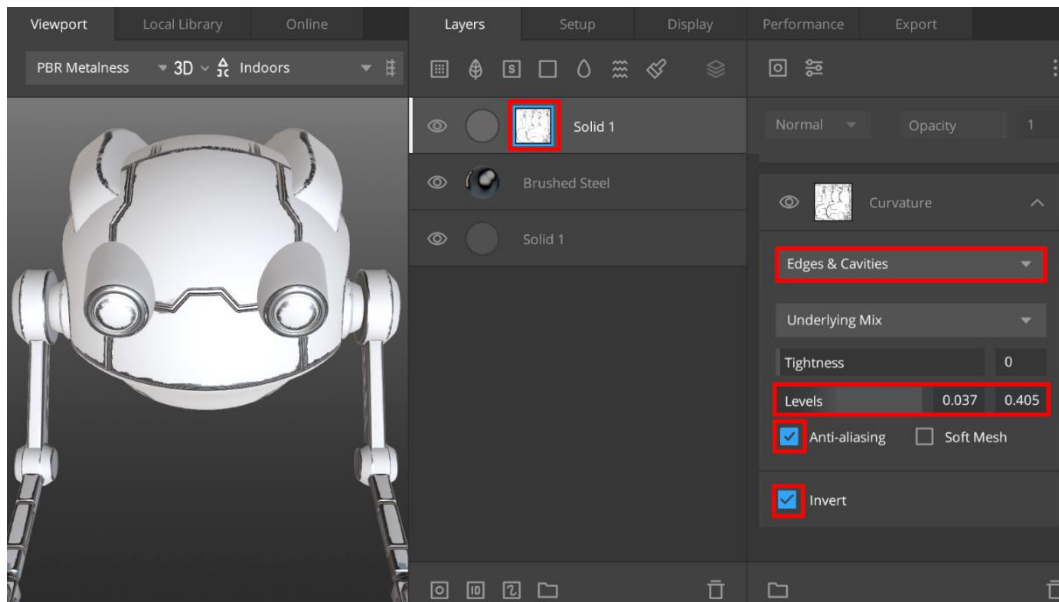 Viewport Local Library Online Layers Setup Display Performance Export
PBR Metalness 3D Indoors
Solid 1
Brushed Steel
Solid 1
Normal Opacity 1
Curvature
Edges & Cavities
Underlying Mix
Tightness 0
Levels 0.037 0.405
Anti-aliasing Soft Mesh
Invert